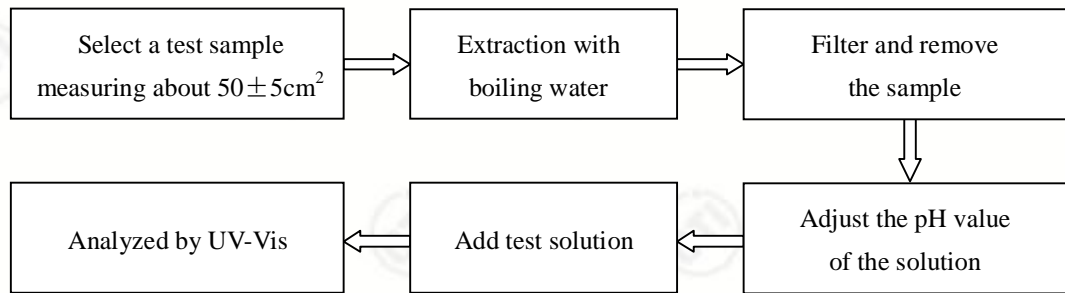 Select a test sample
measuring about 50±5cm²
Extraction with
boiling water
Filter and remove
the sample
Adjust the pH value
of the solution
Add test solution
Analyzed by UV-Vis